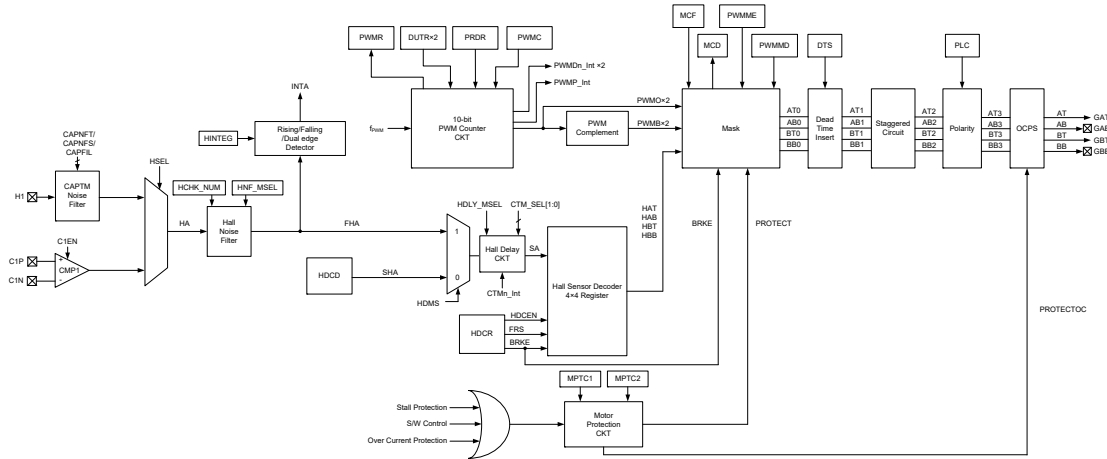 MCF
PWMME
PWMR
DUTR×2
PRDR
PWMC
MCD
PWMMD
DTS
PLC
PWMDn_Int ×2
PWMP_Int
INTA
CAPNFT/
CAPNFS/
CAPFIL
HINTEG
Rising/Falling
/Dual edge
Detector
fPWM
10-bit
PWM Counter
CKT
PWMO×2
PWM
Complement
PWMB×2
Mask
AT0
AB0
BT0
BB0
Dead
Time
Insert
AT1
AB1
BT1
BB1
Staggered
Circuit
AT2
AB2
BT2
BB2
Polarity
AT3
AB3
BT3
BB3
OCPS
AT
AB
BT
BB
GAT
GAB
GBT
GBB
HSEL
H1
CAPTM
Noise
Filter
HCHK_NUM
HNF_MSEL
HA
Hall
Noise
Filter
FHA
HDLY_MSEL
CTM_SEL[1:0]
HAT
HAB
HBT
HBB
BRKE
PROTECT
C1EN
C1P
C1N
+
-
CMP1
1
0
Hall Delay
CKT
SA
HDCD
SHA
HDMS
CTMn_Int
Hall Sensor Decoder
4×4 Register
HDCR
HDCEN
FRS
BRKE
PROTECTOC
MPTC1
MPTC2
Stall Protection
S/W Control
Over Current Protection
Motor
Protection
CKT